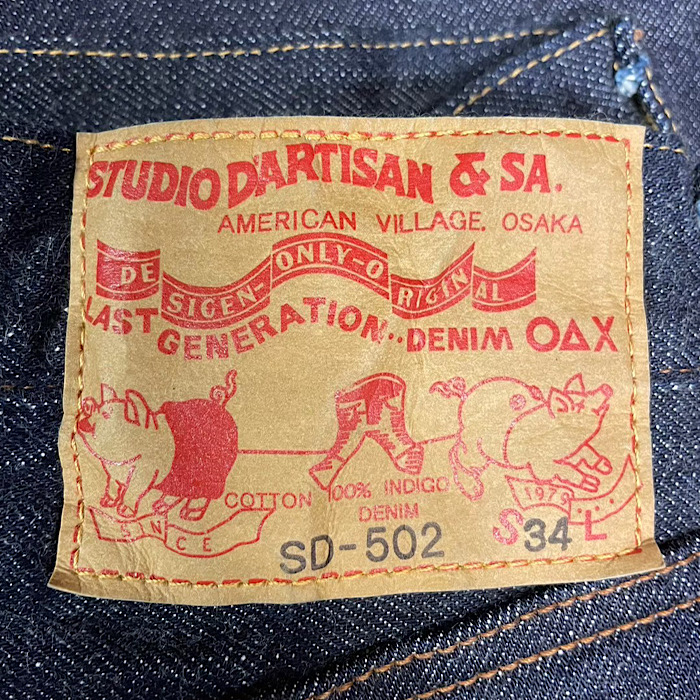 STUDIO D'ARTISAN & SA.
AMERICAN VILLAGE. OSAKA
DE SIGEN- ONLY-O RIGIN AL
LAST GENERATION.. DENIM OΔX
COTTON 100% INDIGO
DENIM
SINCE 1979
SD-502
S 34 L